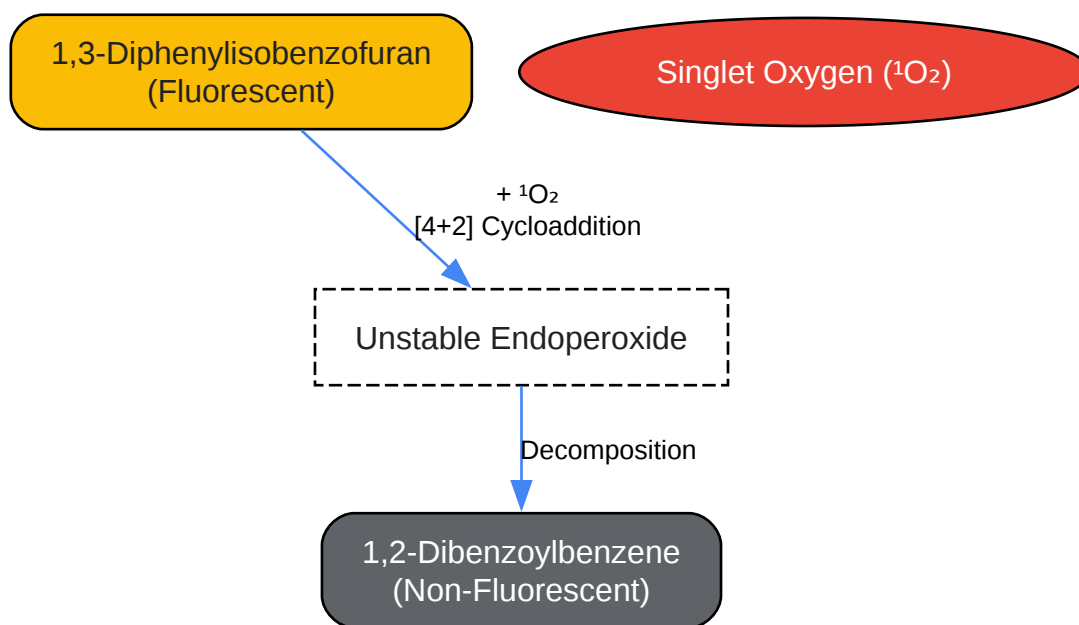 1,3-Diphenylisobenzofuran
(Fluorescent)
Singlet Oxygen (¹O₂)
+ ¹O₂
[4+2] Cycloaddition
Unstable Endoperoxide
Decomposition
1,2-Dibenzoylbenzene
(Non-Fluorescent)